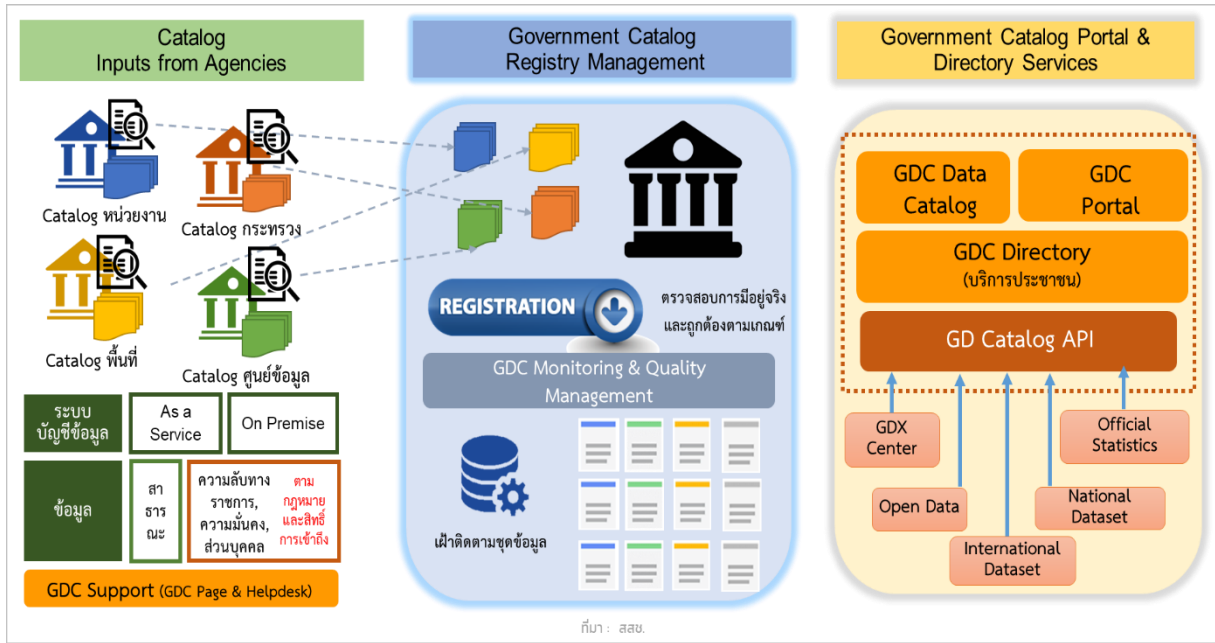 Catalog
Inputs from Agencies
Government Catalog
Registry Management
Government Catalog Portal &
Directory Services
Catalog หน่วยงาน
Catalog กระทรวง
Catalog พื้นที่
Catalog ศูนย์ข้อมูล
ระบบ
บัญชีข้อมูล
As a
Service
On Premise
ข้อมูล
สา
ธาร
ณะ
ความลับทาง
ราชการ,
ความมั่นคง,
ส่วนบุคคล
ตาม
กฎหมาย
และสิทธิ์
การเข้าถึง
GDC Support (GDC Page & Helpdesk)
REGISTRATION
ตรวจสอบการมีอยู่จริง
และถูกต้องตามเกณฑ์
GDC Monitoring & Quality
Management
เฝ้าติดตามชุดข้อมูล
GDC Data
Catalog
GDC
Portal
GDC Directory
(บริการประชาชน)
GD Catalog API
GDX
Center
Official
Statistics
Open Data
National
Dataset
International
Dataset
ที่มา : สสช.